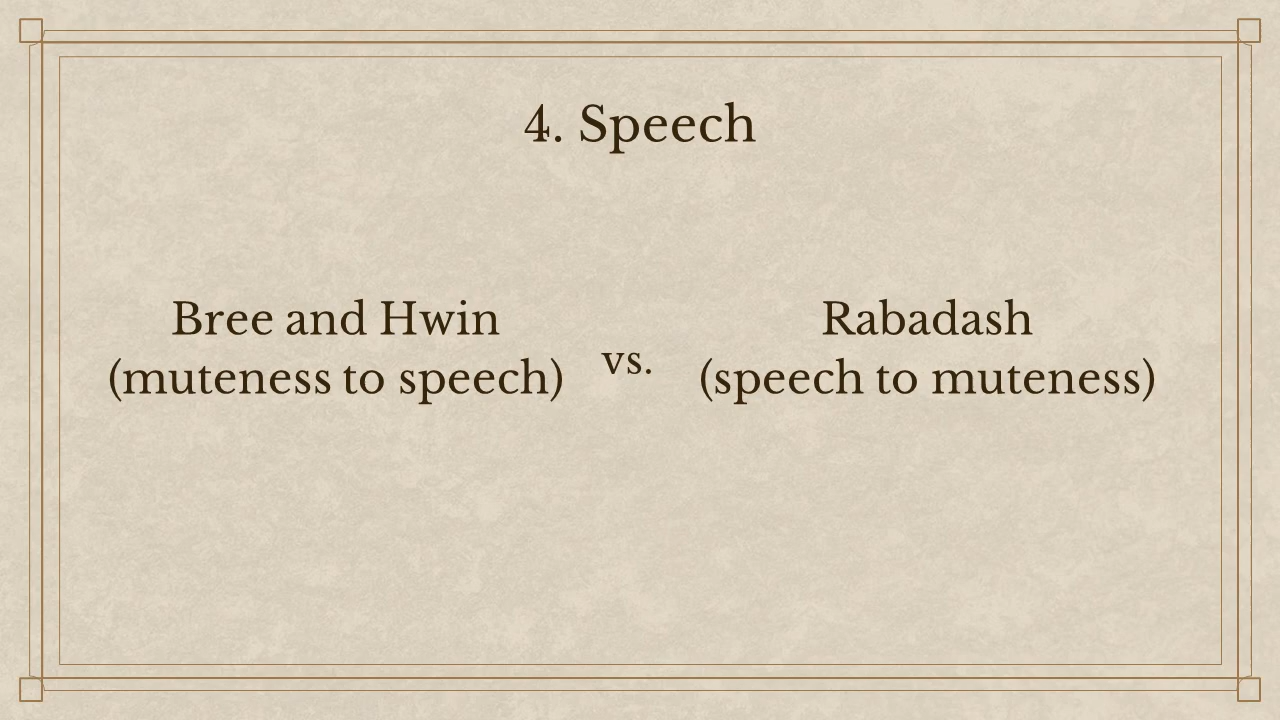 4. Speech
Bree and Hwin
(muteness to speech)
vs.
Rabadash
(speech to muteness)